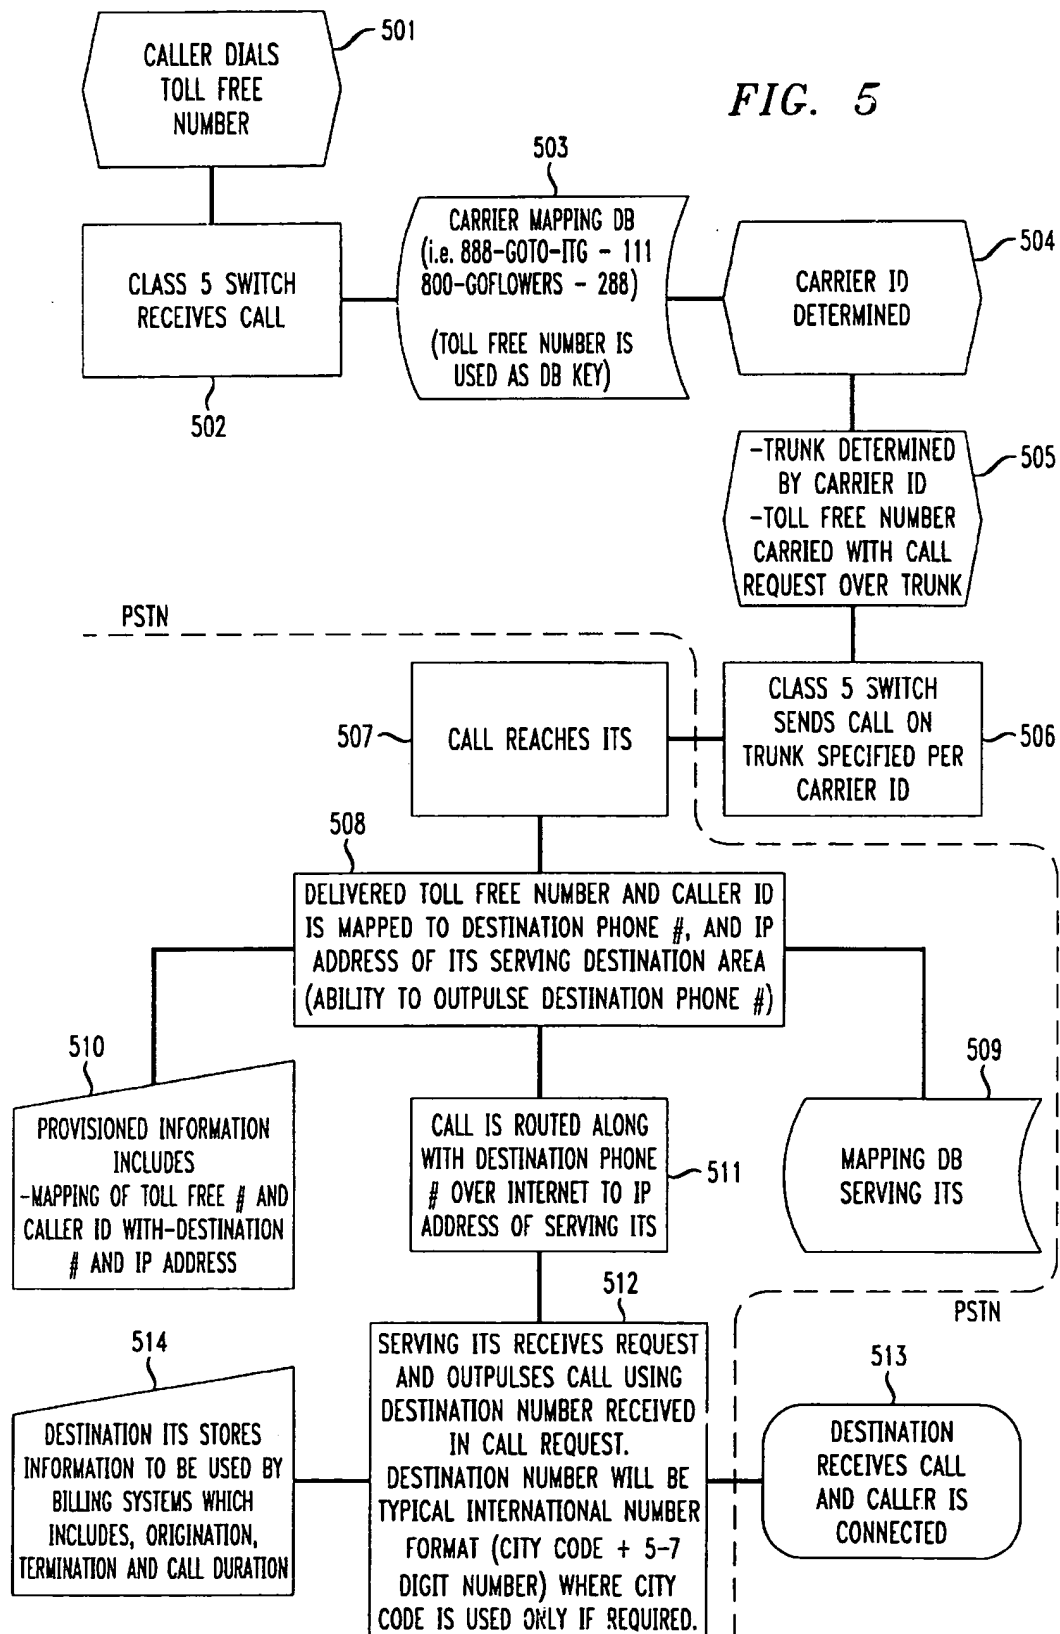 501
CALLER DIALS
TOLL FREE
NUMBER
FIG. 5
503
CARRIER MAPPING DB
(i.e. 888-GOTO-ITG - 111
800-GOFLOWERS - 288)
(TOLL FREE NUMBER IS
USED AS DB KEY)
504
CARRIER ID
DETERMINED
CLASS 5 SWITCH
RECEIVES CALL
502
-TRUNK DETERMINED
BY CARRIER ID
-TOLL FREE NUMBER
CARRIED WITH CALL
REQUEST OVER TRUNK
505
PSTN
CLASS 5 SWITCH
SENDS CALL ON
TRUNK SPECIFIED PER
CARRIER ID
506
507
CALL REACHES ITS
508
DELIVERED TOLL FREE NUMBER AND CALLER ID
IS MAPPED TO DESTINATION PHONE #, AND IP
ADDRESS OF ITS SERVING DESTINATION AREA
(ABILITY TO OUTPULSE DESTINATION PHONE #)
510
PROVISIONED INFORMATION
INCLUDES
-MAPPING OF TOLL FREE # AND
CALLER ID WITH-DESTINATION
# AND IP ADDRESS
CALL IS ROUTED ALONG
WITH DESTINATION PHONE
# OVER INTERNET TO IP
ADDRESS OF SERVING ITS
511
509
MAPPING DB
SERVING ITS
PSTN
512
SERVING ITS RECEIVES REQUEST
AND OUTPULSES CALL USING
DESTINATION NUMBER RECEIVED
IN CALL REQUEST.
DESTINATION NUMBER WILL BE
TYPICAL INTERNATIONAL NUMBER
FORMAT (CITY CODE + 5-7
DIGIT NUMBER) WHERE CITY
CODE IS USED ONLY IF REQUIRED.
514
DESTINATION ITS STORES
INFORMATION TO BE USED BY
BILLING SYSTEMS WHICH
INCLUDES, ORIGINATION,
TERMINATION AND CALL DURATION
513
DESTINATION
RECEIVES CALL
AND CALLER IS
CONNECTED